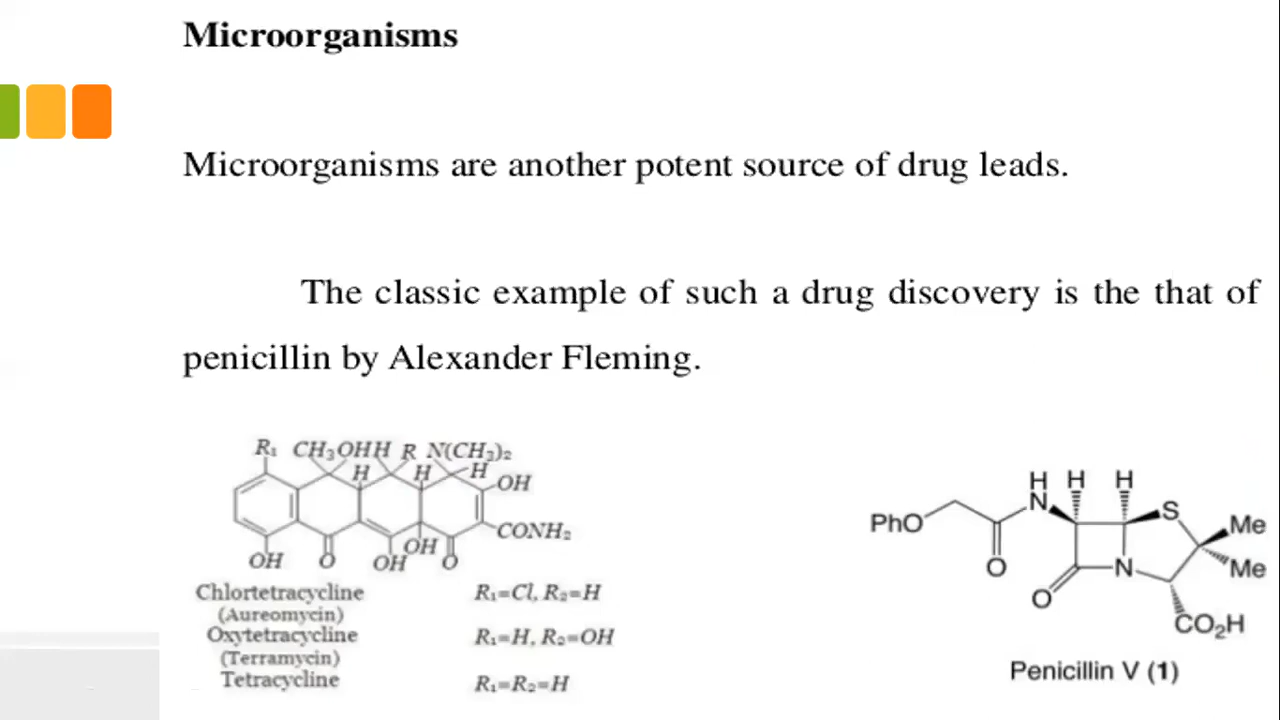 Microorganisms
Microorganisms are another potent source of drug leads.
The classic example of such a drug discovery is the that of
penicillin by Alexander Fleming.
R₁ CH₃OHH R N(CH₃)₂
H H H
OH
CONH₂
OH
OH O OH O
Chlortetracycline R₁=Cl, R₂=H
(Aureomycin)
Oxytetracycline R₁=H, R₂=OH
(Terramycin)
Tetracycline R₁=R₂=H
H H H
N S
PhO Me
O N Me
O
CO₂H
Penicillin V (1)